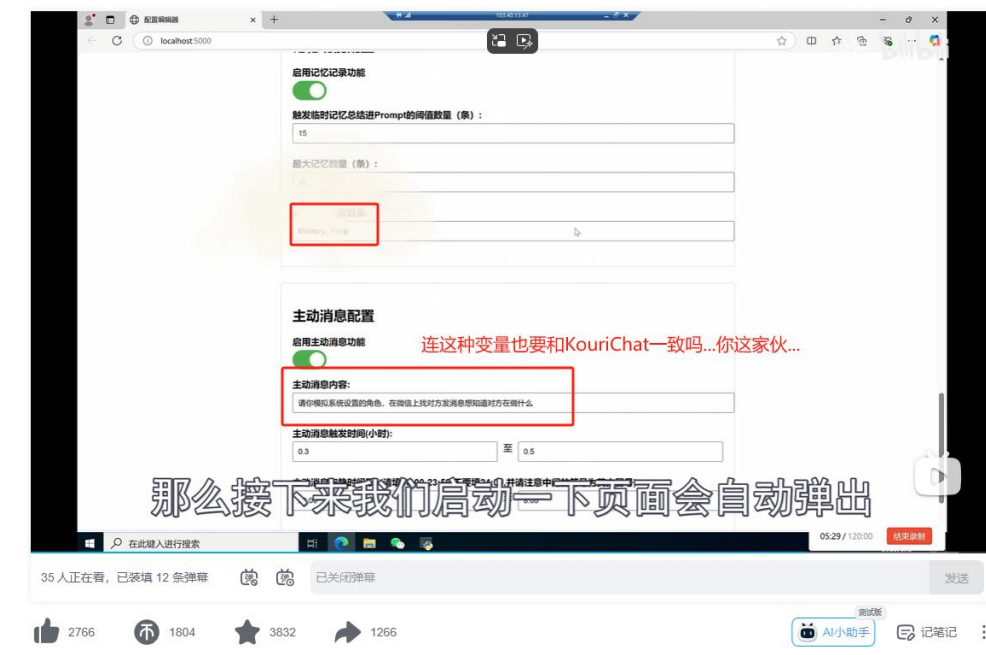 配置编辑器
103.40.13.47
localhost:5000
bilibili
启用记忆记录功能
触发临时记忆总结进Prompt的阈值数量（条）：
15
最大记忆数量（条）：
Memory_Temp
主动消息配置
启用主动消息功能
连这种变量也要和KouriChat一致吗...你这家伙...
主动消息内容:
请你模拟系统设置的角色，在微信上找对方发消息想知道对方在做什么
主动消息触发时间(小时):
0.3
至
0.5
那么接下来我们启动一下页面会自动弹出
在此键入进行搜索
05:29 / 120:00
结束录制
35 人正在看，已装填 12 条弹幕
已关闭弹幕
发送
2766
1804
3832
1266
测试版
AI小助手
记笔记